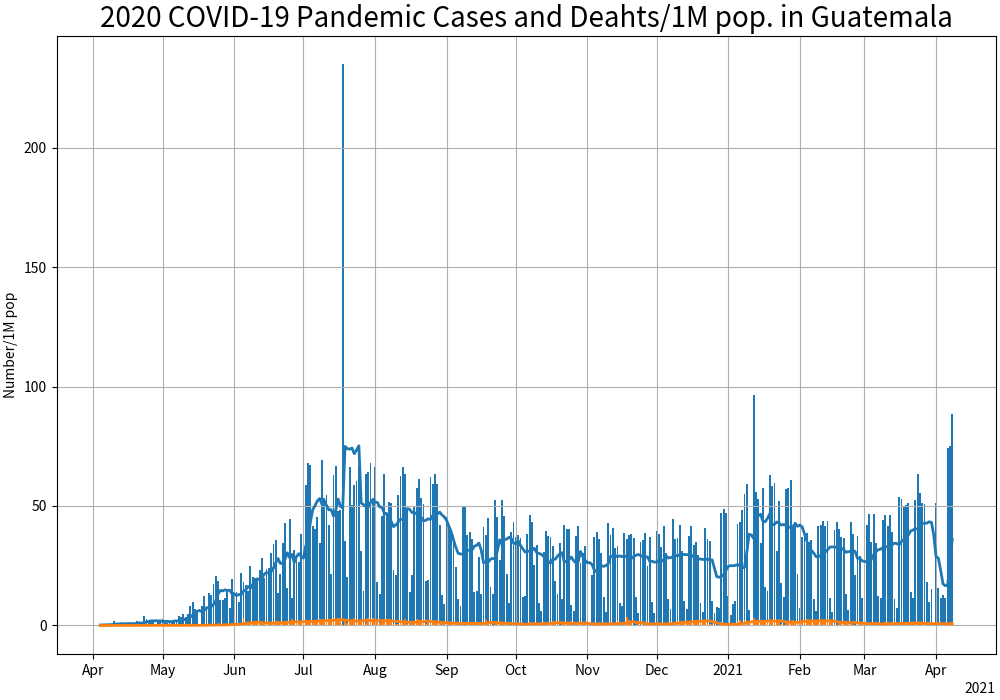 2020 COVID-19 Pandemic Cases and Deahts/1M pop. in Guatemala
Number/1M pop
200
150
100
50
0
Apr May Jun Jul Aug Sep Oct Nov Dec 2021 Feb Mar Apr
2021